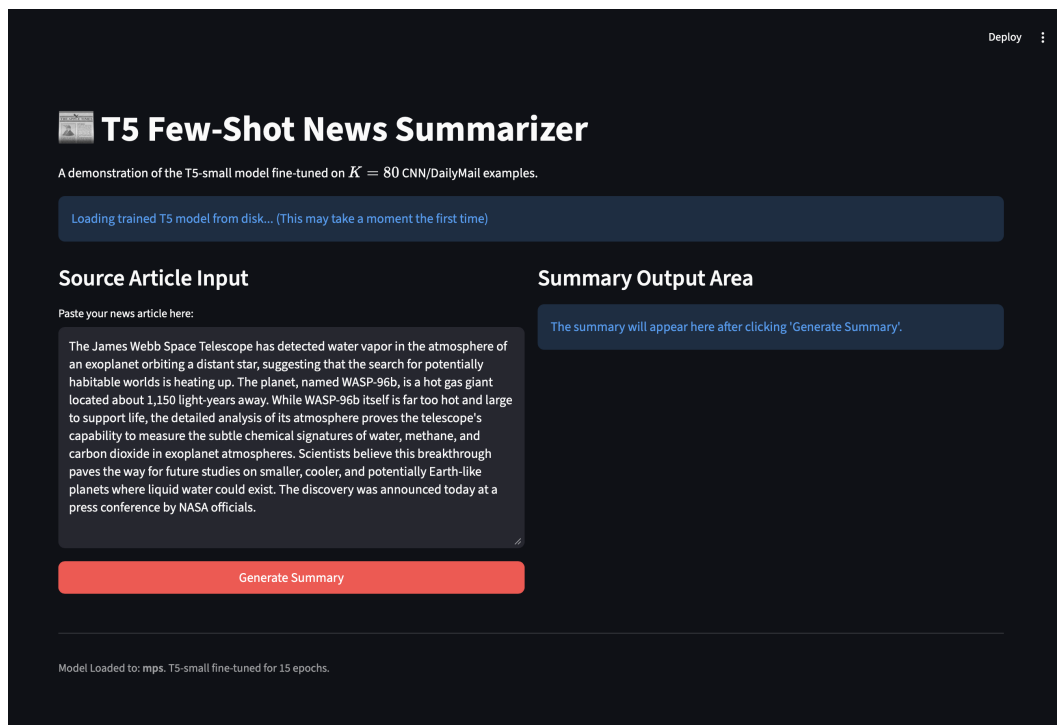 Deploy
T5 Few-Shot News Summarizer
A demonstration of the T5-small model fine-tuned on K = 80 CNN/DailyMail examples.
Loading trained T5 model from disk... (This may take a moment the first time)
Source Article Input
Paste your news article here:
The James Webb Space Telescope has detected water vapor in the atmosphere of
an exoplanet orbiting a distant star, suggesting that the search for potentially
habitable worlds is heating up. The planet, named WASP-96b, is a hot gas giant
located about 1,150 light-years away. While WASP-96b itself is far too hot and large
to support life, the detailed analysis of its atmosphere proves the telescope's
capability to measure the subtle chemical signatures of water, methane, and
carbon dioxide in exoplanet atmospheres. Scientists believe this breakthrough
paves the way for future studies on smaller, cooler, and potentially Earth-like
planets where liquid water could exist. The discovery was announced today at a
press conference by NASA officials.
Generate Summary
Summary Output Area
The summary will appear here after clicking 'Generate Summary'.
Model Loaded to: mps. T5-small fine-tuned for 15 epochs.